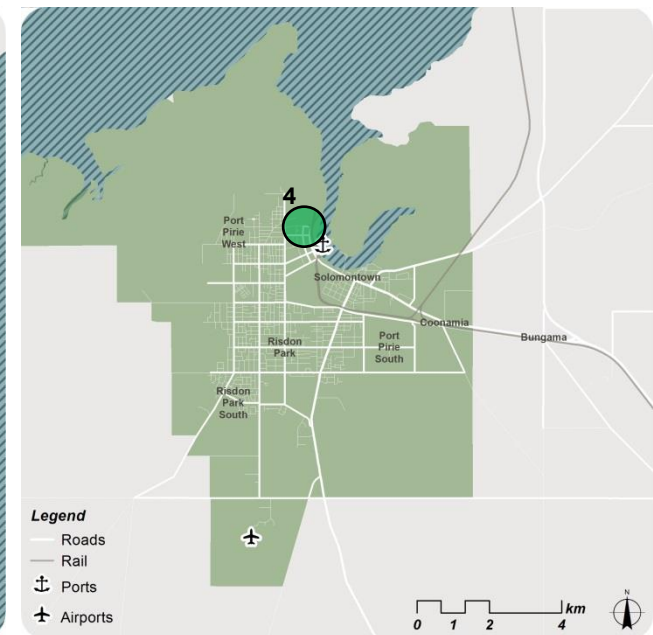 4
Port
Pirie
West
Solomontown
Coonamia
Bungama
Port
Pirie
South
Risdon
Park
Risdon
Park
South
Legend
Roads
Rail
Ports
Airports
N
km
0 1 2 4